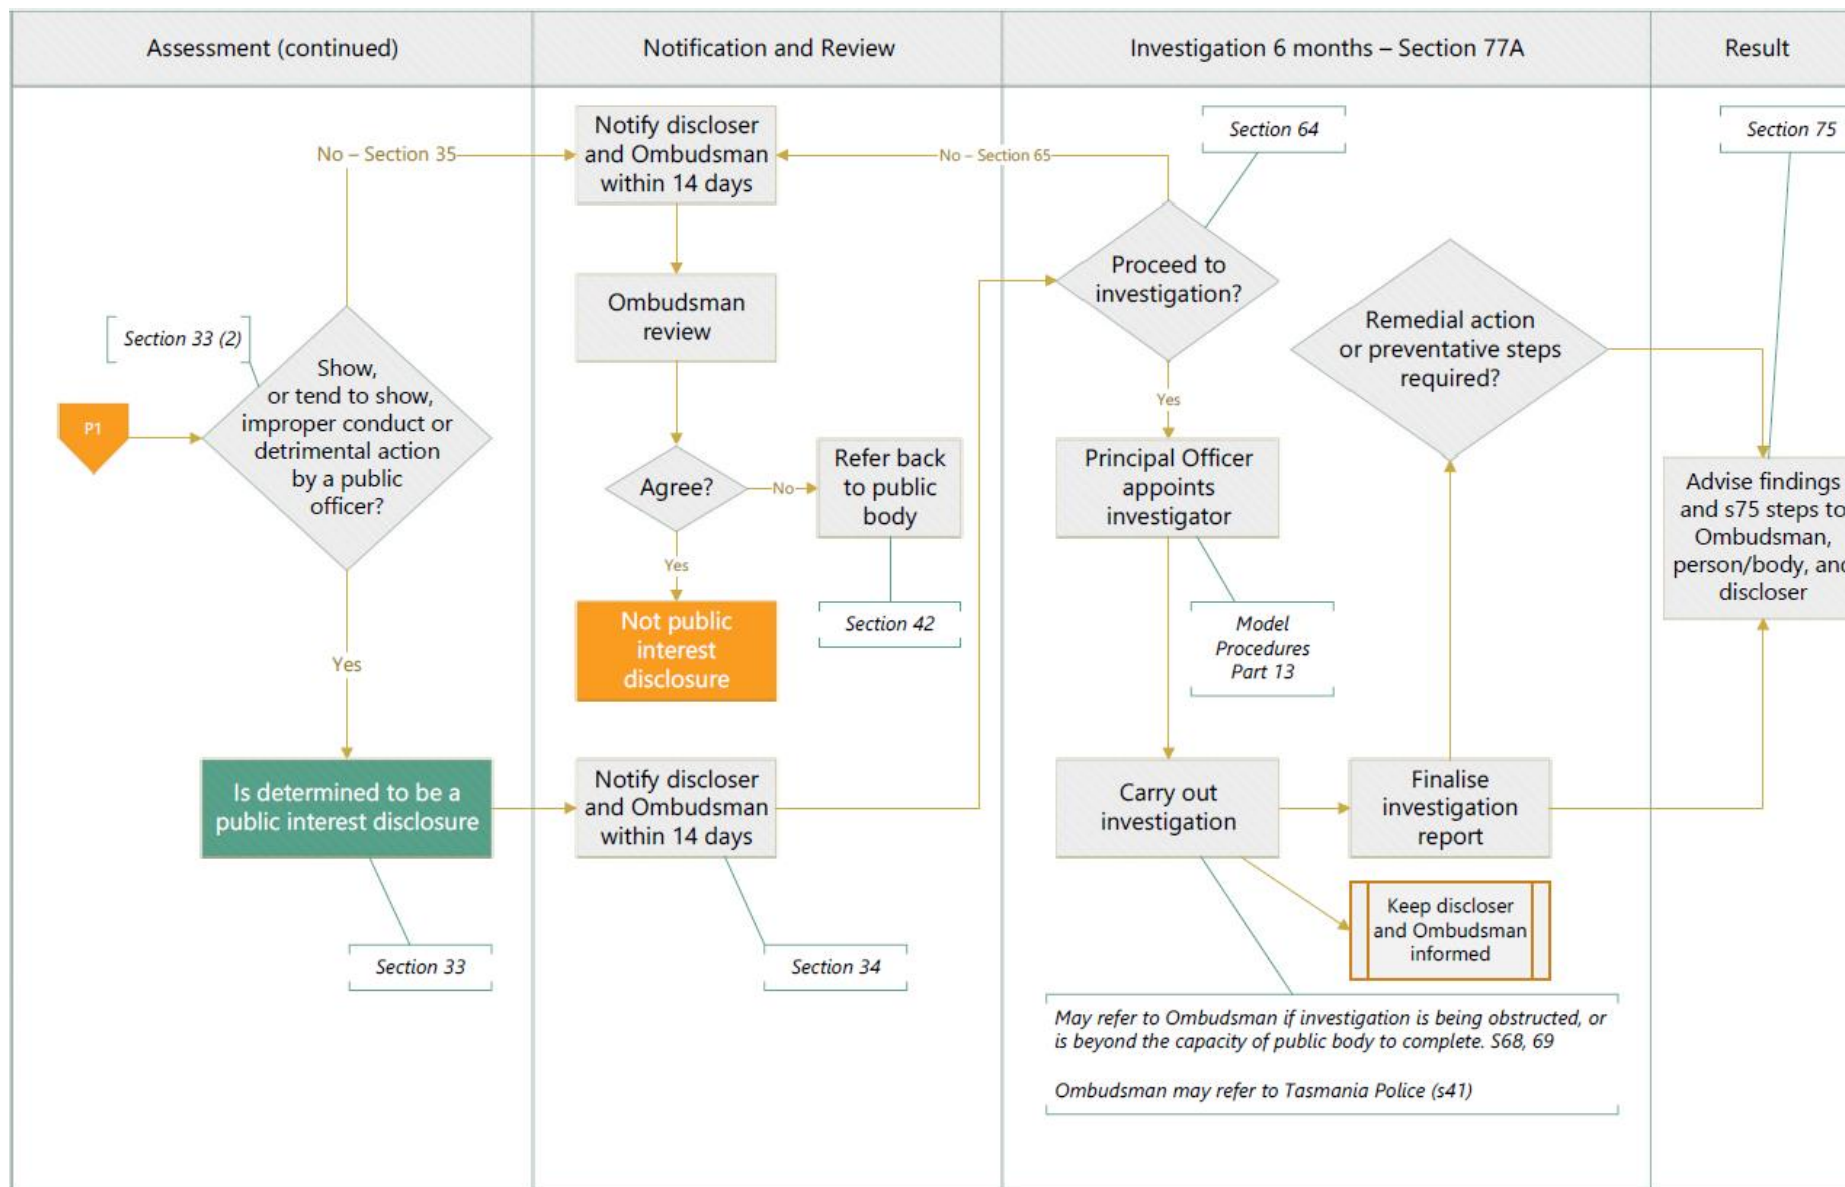 Assessment (continued)
Notification and Review
Investigation 6 months – Section 77A
Result
No – Section 35
Section 33 (2)
P1
Show,
or tend to show,
improper conduct or
detrimental action
by a public
officer?
Yes
Is determined to be a
public interest disclosure
Section 33
Notify discloser
and Ombudsman
within 14 days
Ombudsman
review
Agree?
No
Refer back
to public
body
Section 42
Yes
Not public
interest
disclosure
Notify discloser
and Ombudsman
within 14 days
Section 34
No – Section 65
Section 64
Proceed to
investigation?
Yes
Principal Officer
appoints
investigator
Model
Procedures
Part 13
Carry out
investigation
Finalise
investigation
report
Keep discloser
and Ombudsman
informed
May refer to Ombudsman if investigation is being obstructed, or
is beyond the capacity of public body to complete. S68, 69
Ombudsman may refer to Tasmania Police (s41)
Remedial action
or preventative steps
required?
Section 75
Advise findings
and s75 steps to
Ombudsman,
person/body, and
discloser